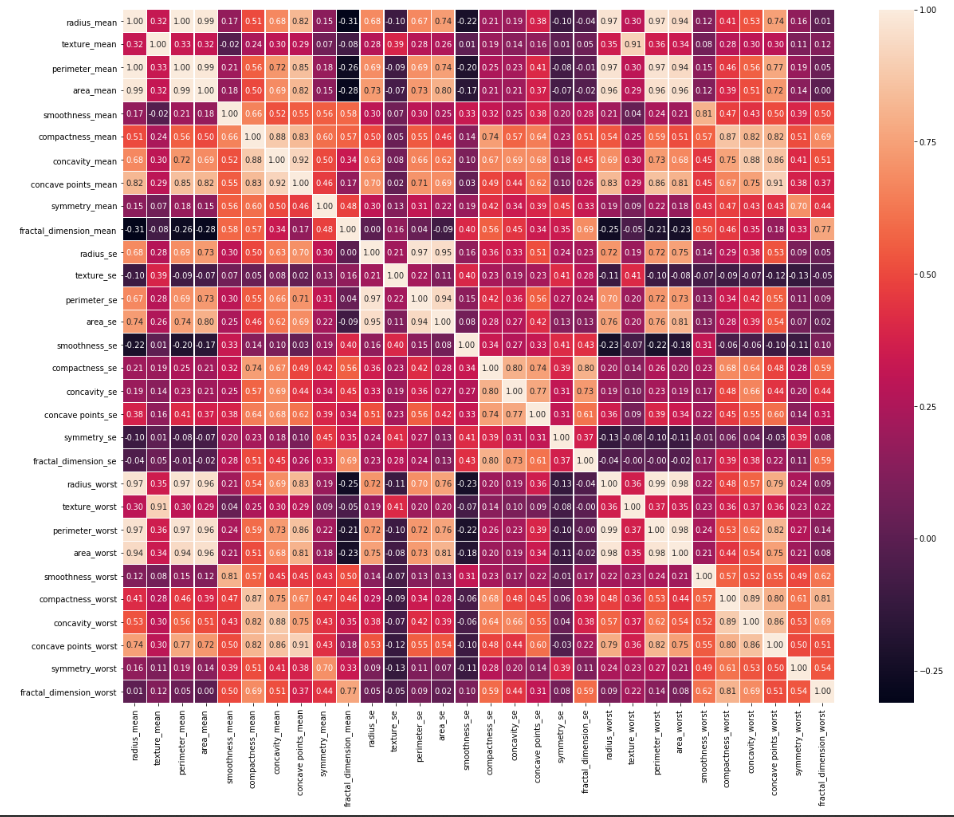 radius_mean 1.00 0.32 1.00 0.99 0.17 0.51 0.68 0.82 0.15 -0.31 0.68 -0.10 0.67 0.74 -0.22 0.21 0.19 0.38 -0.10 -0.04 0.97 0.30 0.97 0.94 0.12 0.41 0.53 0.74 0.16 0.01
texture_mean 0.32 1.00 0.33 0.32 -0.02 0.24 0.30 0.29 0.07 -0.08 0.28 0.39 0.28 0.26 0.01 0.19 0.14 0.16 0.01 0.05 0.35 0.91 0.36 0.34 0.08 0.28 0.30 0.30 0.11 0.12
perimeter_mean 1.00 0.33 1.00 0.99 0.21 0.56 0.72 0.85 0.18 -0.26 0.69 -0.09 0.69 0.74 -0.20 0.25 0.23 0.41 -0.08 -0.01 0.97 0.30 0.97 0.94 0.15 0.46 0.56 0.77 0.19 0.05
area_mean 0.99 0.32 0.99 1.00 0.18 0.50 0.69 0.82 0.15 -0.28 0.73 -0.07 0.73 0.80 -0.17 0.21 0.21 0.37 -0.07 -0.02 0.96 0.29 0.96 0.96 0.12 0.39 0.51 0.72 0.14 0.00
smoothness_mean 0.17 -0.02 0.21 0.18 1.00 0.66 0.52 0.55 0.56 0.58 0.30 0.07 0.30 0.25 0.33 0.32 0.25 0.38 0.20 0.28 0.21 0.04 0.24 0.21 0.81 0.47 0.43 0.50 0.39 0.50
compactness_mean 0.51 0.24 0.56 0.50 0.66 1.00 0.88 0.83 0.60 0.57 0.50 0.05 0.55 0.46 0.14 0.74 0.57 0.64 0.23 0.51 0.54 0.25 0.59 0.51 0.57 0.87 0.82 0.82 0.51 0.69
concavity_mean 0.68 0.30 0.72 0.69 0.52 0.88 1.00 0.92 0.50 0.34 0.63 0.08 0.66 0.62 0.10 0.67 0.69 0.68 0.18 0.45 0.69 0.30 0.73 0.68 0.45 0.75 0.88 0.86 0.41 0.51
concave points_mean 0.82 0.29 0.85 0.82 0.55 0.83 0.92 1.00 0.46 0.17 0.70 0.02 0.71 0.69 0.03 0.49 0.44 0.62 0.10 0.26 0.83 0.29 0.86 0.81 0.45 0.67 0.75 0.91 0.38 0.37
symmetry_mean 0.15 0.07 0.18 0.15 0.56 0.60 0.50 0.46 1.00 0.48 0.30 0.13 0.31 0.22 0.19 0.42 0.34 0.39 0.45 0.33 0.19 0.09 0.22 0.18 0.43 0.47 0.43 0.43 0.70 0.44
fractal_dimension_mean -0.31 -0.08 -0.26 -0.28 0.58 0.57 0.34 0.17 0.48 1.00 0.00 0.16 0.04 -0.09 0.40 0.56 0.45 0.34 0.35 0.69 -0.25 -0.05 -0.21 -0.23 0.50 0.46 0.35 0.18 0.33 0.77
radius_se 0.68 0.28 0.69 0.73 0.30 0.50 0.63 0.70 0.30 0.00 1.00 0.21 0.97 0.95 0.16 0.36 0.33 0.51 0.24 0.23 0.72 0.19 0.72 0.75 0.14 0.29 0.38 0.53 0.09 0.05
texture_se -0.10 0.39 -0.09 -0.07 0.07 0.05 0.08 0.02 0.13 0.16 0.21 1.00 0.22 0.11 0.40 0.23 0.19 0.23 0.41 0.28 -0.11 0.41 -0.10 -0.08 -0.07 -0.09 -0.07 -0.12 -0.13 -0.05
perimeter_se 0.67 0.28 0.69 0.73 0.30 0.55 0.66 0.71 0.31 0.04 0.97 0.22 1.00 0.94 0.15 0.42 0.36 0.56 0.27 0.24 0.70 0.20 0.72 0.73 0.13 0.34 0.42 0.55 0.11 0.09
area_se 0.74 0.26 0.74 0.80 0.25 0.46 0.62 0.69 0.22 -0.09 0.95 0.11 0.94 1.00 0.08 0.28 0.27 0.42 0.13 0.13 0.76 0.20 0.76 0.81 0.13 0.28 0.39 0.54 0.07 0.02
smoothness_se -0.22 0.01 -0.20 -0.17 0.33 0.14 0.10 0.03 0.19 0.40 0.16 0.40 0.15 0.08 1.00 0.34 0.27 0.33 0.41 0.43 -0.23 -0.07 -0.22 -0.18 0.31 -0.06 -0.06 -0.10 -0.11 0.10
compactness_se 0.21 0.19 0.25 0.21 0.32 0.74 0.67 0.49 0.42 0.56 0.36 0.23 0.42 0.28 0.34 1.00 0.80 0.74 0.39 0.80 0.20 0.14 0.26 0.20 0.23 0.68 0.64 0.48 0.28 0.59
concavity_se 0.19 0.14 0.23 0.21 0.25 0.57 0.69 0.44 0.34 0.45 0.33 0.19 0.36 0.27 0.27 0.80 1.00 0.77 0.31 0.73 0.19 0.10 0.23 0.19 0.17 0.48 0.66 0.44 0.20 0.44
concave points_se 0.38 0.16 0.41 0.37 0.38 0.64 0.68 0.62 0.39 0.34 0.51 0.23 0.56 0.42 0.33 0.74 0.77 1.00 0.31 0.61 0.36 0.09 0.39 0.34 0.22 0.45 0.55 0.60 0.14 0.31
symmetry_se -0.10 0.01 -0.08 -0.07 0.20 0.23 0.18 0.10 0.45 0.35 0.24 0.41 0.27 0.13 0.41 0.39 0.31 0.31 1.00 0.37 -0.13 -0.08 -0.10 -0.11 -0.01 0.06 0.04 -0.03 0.39 0.08
fractal_dimension_se -0.04 0.05 -0.01 -0.02 0.28 0.51 0.45 0.26 0.33 0.69 0.23 0.28 0.24 0.13 0.43 0.80 0.73 0.61 0.37 1.00 -0.04 -0.00 -0.00 -0.02 0.17 0.39 0.38 0.22 0.11 0.59
radius_worst 0.97 0.35 0.97 0.96 0.21 0.54 0.69 0.83 0.19 -0.25 0.72 -0.11 0.70 0.76 -0.23 0.20 0.19 0.36 -0.13 -0.04 1.00 0.36 0.99 0.98 0.22 0.48 0.57 0.79 0.24 0.09
texture_worst 0.30 0.91 0.30 0.29 0.04 0.25 0.30 0.29 0.09 -0.05 0.19 0.41 0.20 0.20 -0.07 0.14 0.10 0.09 -0.08 -0.00 0.36 1.00 0.37 0.35 0.23 0.36 0.37 0.36 0.23 0.22
perimeter_worst 0.97 0.36 0.97 0.96 0.24 0.59 0.73 0.86 0.22 -0.21 0.72 -0.10 0.72 0.76 -0.22 0.26 0.23 0.39 -0.10 -0.00 0.99 0.37 1.00 0.98 0.24 0.53 0.62 0.82 0.27 0.14
area_worst 0.94 0.34 0.94 0.96 0.21 0.51 0.68 0.81 0.18 -0.23 0.75 -0.08 0.73 0.81 -0.18 0.20 0.19 0.34 -0.11 -0.02 0.98 0.35 0.98 1.00 0.21 0.44 0.54 0.75 0.21 0.08
smoothness_worst 0.12 0.08 0.15 0.12 0.81 0.57 0.45 0.45 0.43 0.50 0.14 -0.07 0.13 0.13 0.31 0.23 0.17 0.22 -0.01 0.17 0.22 0.23 0.24 0.21 1.00 0.57 0.52 0.55 0.49 0.62
compactness_worst 0.41 0.28 0.46 0.39 0.47 0.87 0.75 0.67 0.47 0.46 0.29 -0.09 0.34 0.28 -0.06 0.68 0.48 0.45 0.06 0.39 0.48 0.36 0.53 0.44 0.57 1.00 0.89 0.80 0.61 0.81
concavity_worst 0.53 0.30 0.56 0.51 0.43 0.82 0.88 0.75 0.43 0.35 0.38 -0.07 0.42 0.39 -0.06 0.64 0.66 0.55 0.04 0.38 0.57 0.37 0.62 0.54 0.52 0.89 1.00 0.86 0.53 0.69
concave points_worst 0.74 0.30 0.77 0.72 0.50 0.82 0.86 0.91 0.43 0.18 0.53 -0.12 0.55 0.54 -0.10 0.48 0.44 0.60 -0.03 0.22 0.79 0.36 0.82 0.75 0.55 0.80 0.86 1.00 0.50 0.51
symmetry_worst 0.16 0.11 0.19 0.14 0.39 0.51 0.41 0.38 0.70 0.33 0.09 -0.13 0.11 0.07 -0.11 0.28 0.20 0.14 0.39 0.11 0.24 0.23 0.27 0.21 0.49 0.61 0.53 0.50 1.00 0.54
fractal_dimension_worst 0.01 0.12 0.05 0.00 0.50 0.69 0.51 0.37 0.44 0.77 0.05 -0.05 0.09 0.02 0.10 0.59 0.44 0.31 0.08 0.59 0.09 0.22 0.14 0.08 0.62 0.81 0.69 0.51 0.54 1.00
radius_mean
texture_mean
perimeter_mean
area_mean
smoothness_mean
compactness_mean
concavity_mean
concave points_mean
symmetry_mean
fractal_dimension_mean
radius_se
texture_se
perimeter_se
area_se
smoothness_se
compactness_se
concavity_se
concave points_se
symmetry_se
fractal_dimension_se
radius_worst
texture_worst
perimeter_worst
area_worst
smoothness_worst
compactness_worst
concavity_worst
concave points_worst
symmetry_worst
fractal_dimension_worst
1.00
0.75
0.50
0.25
0.00
−0.25